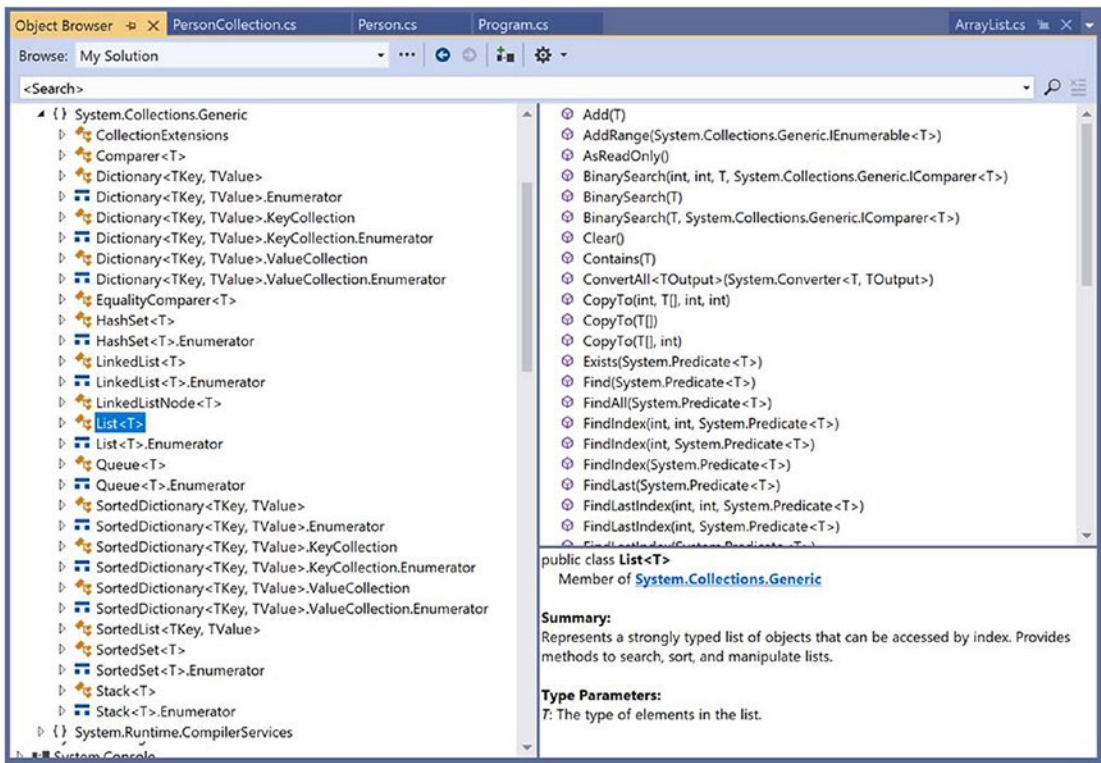 Object Browser PersonCollection.cs Person.cs Program.cs ArrayList.cs
Browse: My Solution
<Search>
{ } System.Collections.Generic
CollectionExtensions
Comparer<T>
Dictionary<TKey, TValue>
Dictionary<TKey, TValue>.Enumerator
Dictionary<TKey, TValue>.KeyCollection
Dictionary<TKey, TValue>.KeyCollection.Enumerator
Dictionary<TKey, TValue>.ValueCollection
Dictionary<TKey, TValue>.ValueCollection.Enumerator
EqualityComparer<T>
HashSet<T>
HashSet<T>.Enumerator
LinkedList<T>
LinkedList<T>.Enumerator
LinkedListNode<T>
List<T>
List<T>.Enumerator
Queue<T>
Queue<T>.Enumerator
SortedDictionary<TKey, TValue>
SortedDictionary<TKey, TValue>.Enumerator
SortedDictionary<TKey, TValue>.KeyCollection
SortedDictionary<TKey, TValue>.KeyCollection.Enumerator
SortedDictionary<TKey, TValue>.ValueCollection
SortedDictionary<TKey, TValue>.ValueCollection.Enumerator
SortedList<TKey, TValue>
SortedSet<T>
SortedSet<T>.Enumerator
Stack<T>
Stack<T>.Enumerator
{ } System.Runtime.CompilerServices
System.Console
Add(T)
AddRange(System.Collections.Generic.IEnumerable<T>)
AsReadOnly()
BinarySearch(int, int, T, System.Collections.Generic.IComparer<T>)
BinarySearch(T)
BinarySearch(T, System.Collections.Generic.IComparer<T>)
Clear()
Contains(T)
ConvertAll<TOutput>(System.Converter<T, TOutput>)
CopyTo(int, T[], int, int)
CopyTo(T[])
CopyTo(T[], int)
Exists(System.Predicate<T>)
Find(System.Predicate<T>)
FindAll(System.Predicate<T>)
FindIndex(int, int, System.Predicate<T>)
FindIndex(int, System.Predicate<T>)
FindIndex(System.Predicate<T>)
FindLast(System.Predicate<T>)
FindLastIndex(int, int, System.Predicate<T>)
FindLastIndex(int, System.Predicate<T>)
FindLastIndex(System.Predicate<T>)
public class List<T>
Member of System.Collections.Generic
Summary:
Represents a strongly typed list of objects that can be accessed by index. Provides
methods to search, sort, and manipulate lists.
Type Parameters:
T: The type of elements in the list.